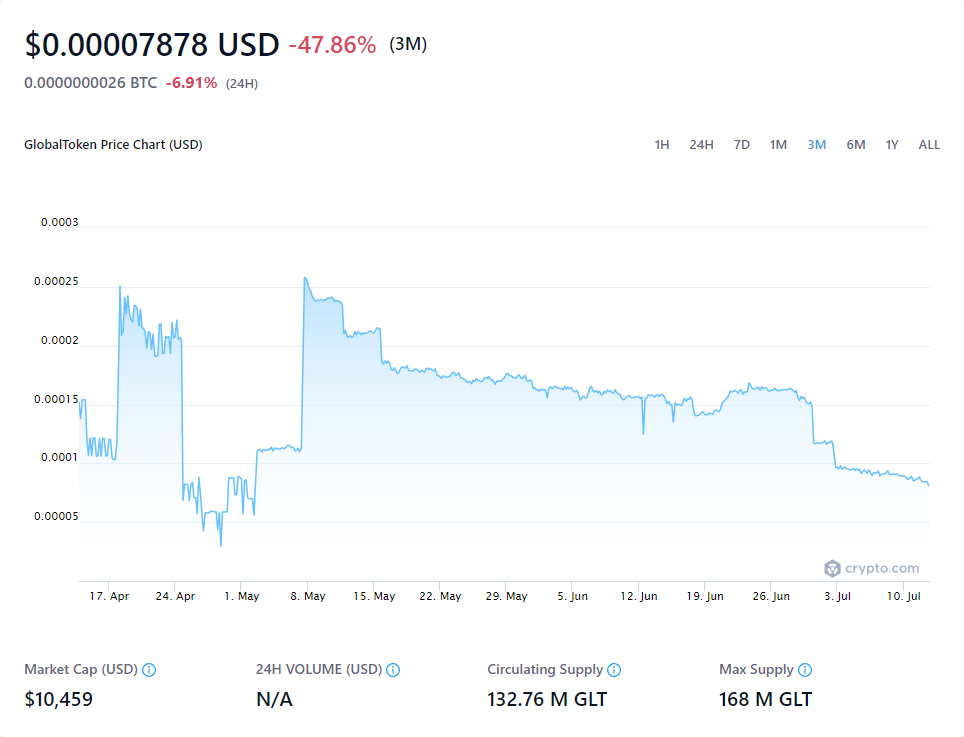 $0.00007878 USD -47.86% (3M)
0.0000000026 BTC -6.91% (24H)
GlobalToken Price Chart (USD) 1H 24H 7D 1M 3M 6M 1Y ALL
0.0003
0.00025
0.0002
0.00015
0.0001
0.00005
crypto.com
17. Apr 24. Apr 1. May 8. May 15. May 22. May 29. May 5. Jun 12. Jun 19. Jun 26. Jun 3. Jul 10. Jul
Market Cap (USD) 24H VOLUME (USD) Circulating Supply Max Supply
$10,459 N/A 132.76 M GLT 168 M GLT